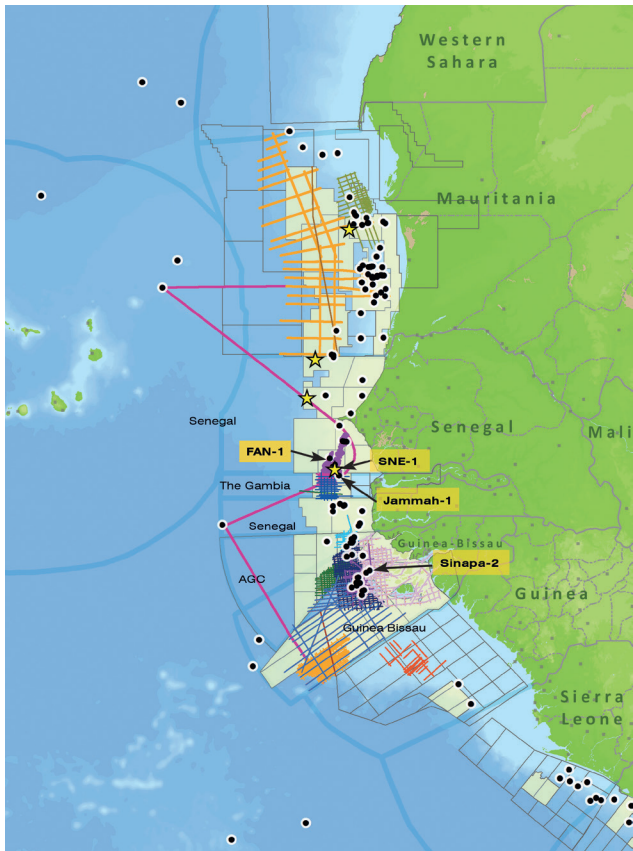 Western
Sahara
Mauritania
Senegal
Senegal
Mali
FAN-1
SNE-1
The Gambia
Jammah-1
Senegal
Guinea-Bissau
Sinapa-2
AGC
Guinea
Guinea Bissau
Sierra
Leone